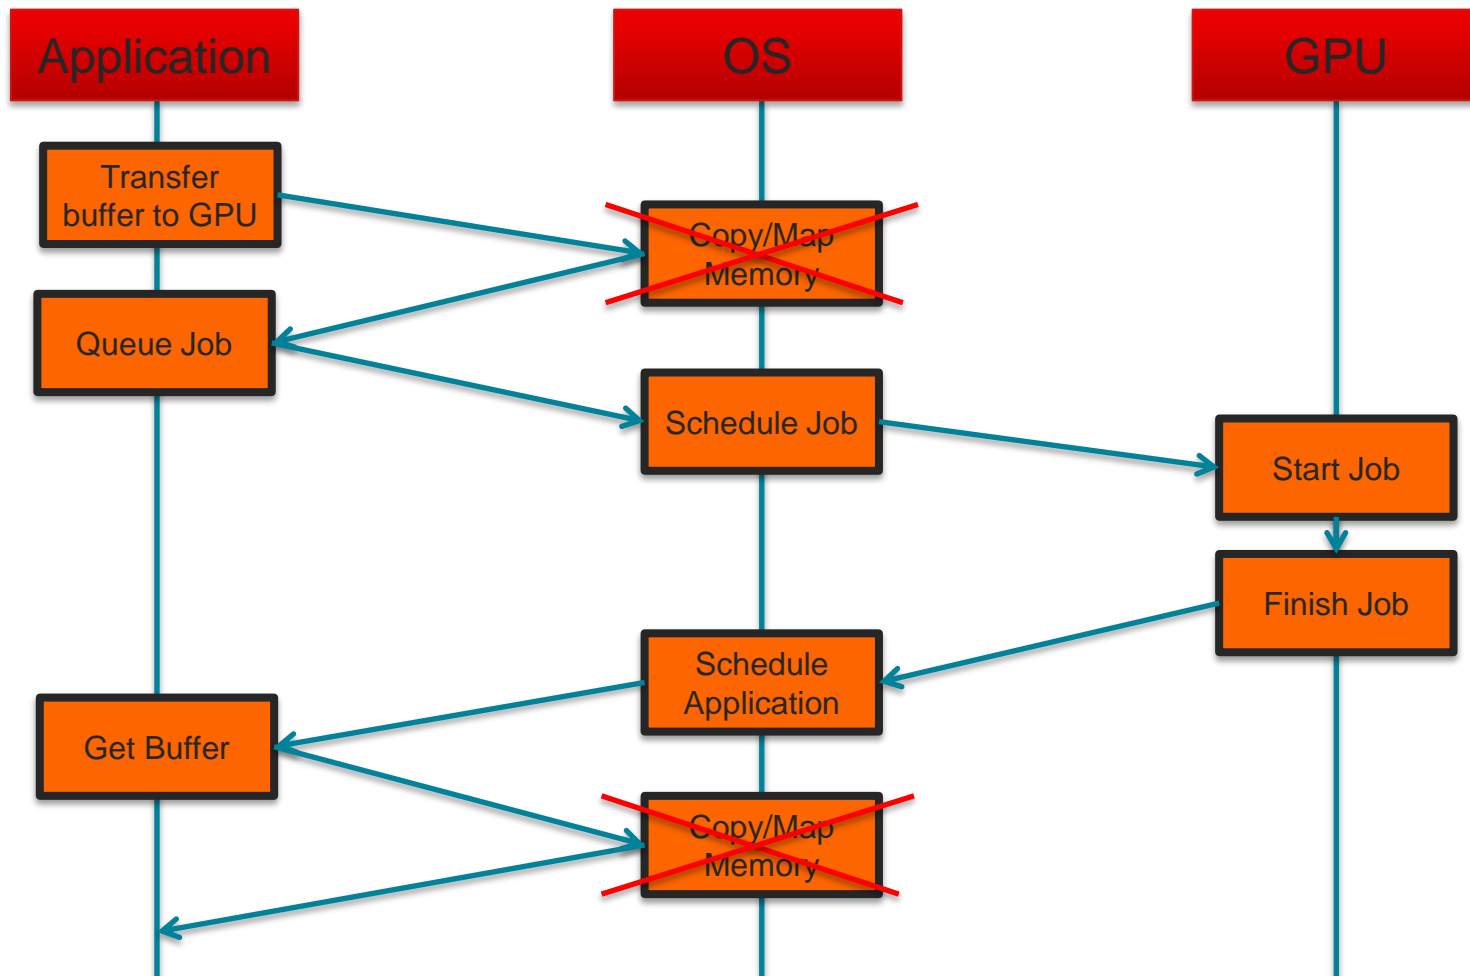 Application
OS
GPU
Transfer
buffer to GPU
Copy/Map
Memory
Queue Job
Schedule Job
Start Job
Finish Job
Schedule
Application
Get Buffer
Copy/Map
Memory